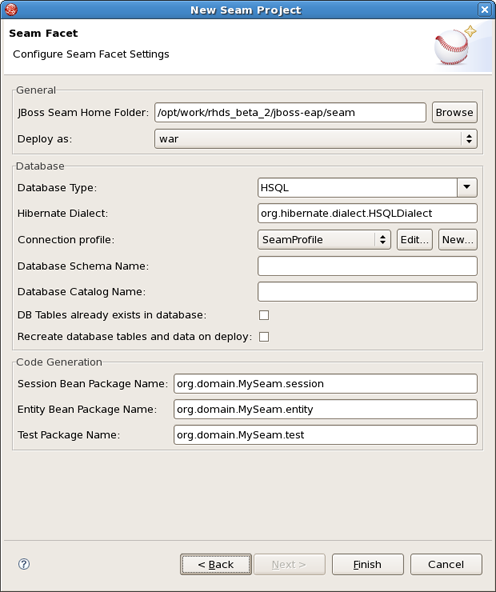 New Seam Project
Seam Facet
Configure Seam Facet Settings
General
JBoss Seam Home Folder: /opt/work/rhds_beta_2/jboss-eap/seam Browse
Deploy as: war
Database
Database Type: HSQL
Hibernate Dialect: org.hibernate.dialect.HSQLDialect
Connection profile: SeamProfile Edit... New...
Database Schema Name:
Database Catalog Name:
DB Tables already exists in database:
Recreate database tables and data on deploy:
Code Generation
Session Bean Package Name: org.domain.MySeam.session
Entity Bean Package Name: org.domain.MySeam.entity
Test Package Name: org.domain.MySeam.test
? < Back Next > Finish Cancel